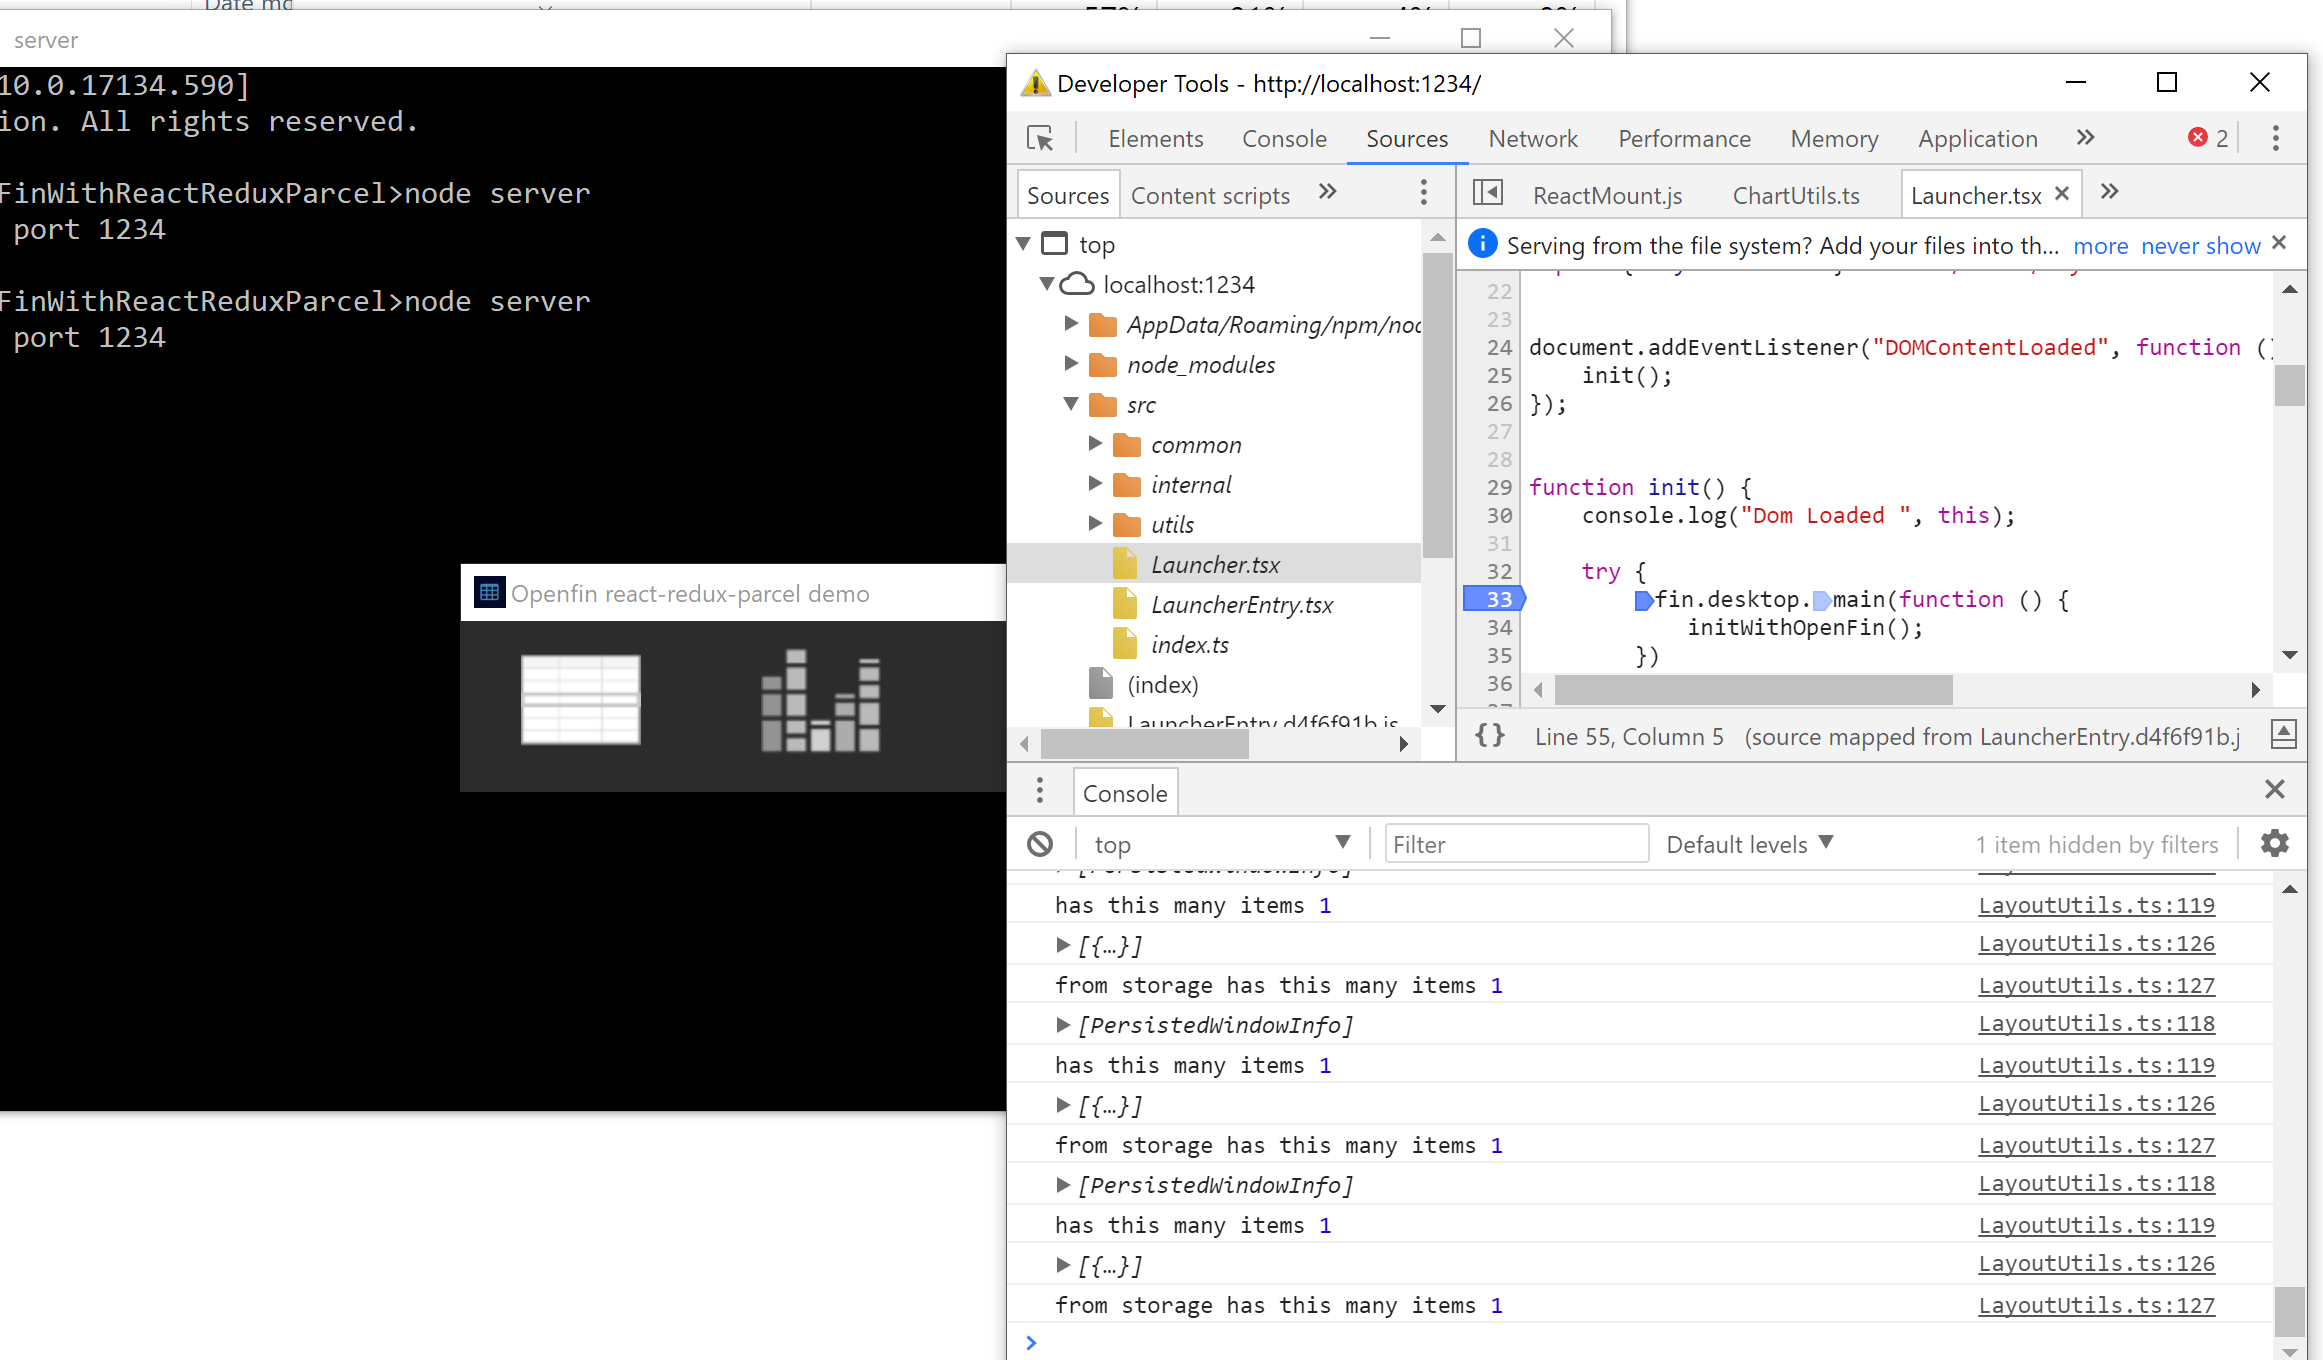 Date mo
server
10.0.17134.590]
ion. All rights reserved.
FinWithReactReduxParcel>node server
port 1234
FinWithReactReduxParcel>node server
port 1234
Openfin react-redux-parcel demo
Developer Tools - http://localhost:1234/
Elements Console Sources Network Performance Memory Application » 2
Sources Content scripts »
top
localhost:1234
AppData/Roaming/npm/noc
node_modules
src
common
internal
utils
Launcher.tsx
LauncherEntry.tsx
index.ts
(index)
LauncherEntry.d4f6f91b.js
ReactMount.js ChartUtils.ts Launcher.tsx »
Serving from the file system? Add your files into th... more never show
22
23
24 document.addEventListener("DOMContentLoaded", function ()
25 init();
26 });
27
28
29 function init() {
30 console.log("Dom Loaded ", this);
31
32 try {
33 fin.desktop.main(function () {
34 initWithOpenFin();
35 })
36
{} Line 55, Column 5 (source mapped from LauncherEntry.d4f6f91b.j
Console
top Filter Default levels 1 item hidden by filters
[PersistedWindowInfo]
has this many items 1 LayoutUtils.ts:119
[{…}] LayoutUtils.ts:126
from storage has this many items 1 LayoutUtils.ts:127
[PersistedWindowInfo] LayoutUtils.ts:118
has this many items 1 LayoutUtils.ts:119
[{…}] LayoutUtils.ts:126
from storage has this many items 1 LayoutUtils.ts:127
[PersistedWindowInfo] LayoutUtils.ts:118
has this many items 1 LayoutUtils.ts:119
[{…}] LayoutUtils.ts:126
from storage has this many items 1 LayoutUtils.ts:127